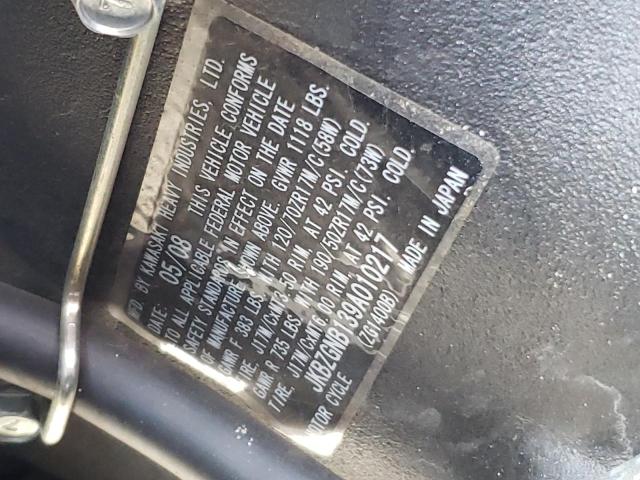 MFD. BY KAWASAKI HEAVY INDUSTRIES, LTD.
DATE: 05/08 THIS VEHICLE CONFORMS
TO ALL APPLICABLE FEDERAL MOTOR VEHICLE
SAFETY STANDARDS IN EFFECT ON THE DATE
OF MANUFACTURE SHOWN ABOVE. GVWR 1118 LBS.
GAWR F 383 LBS. WITH 120/70ZR17M/C(58W)
TIRE, J17M/CXMT3.50 RIM, AT 42 PSI. COLD.
GAWR R 735 LBS. WITH 190/50ZR17M/C(73W)
TIRE, J17M/CXMT6.00 RIM, AT 42 PSI. COLD.
JKBZGNB139A010217
MOTOR CYCLE (ZG1400B) MADE IN JAPAN